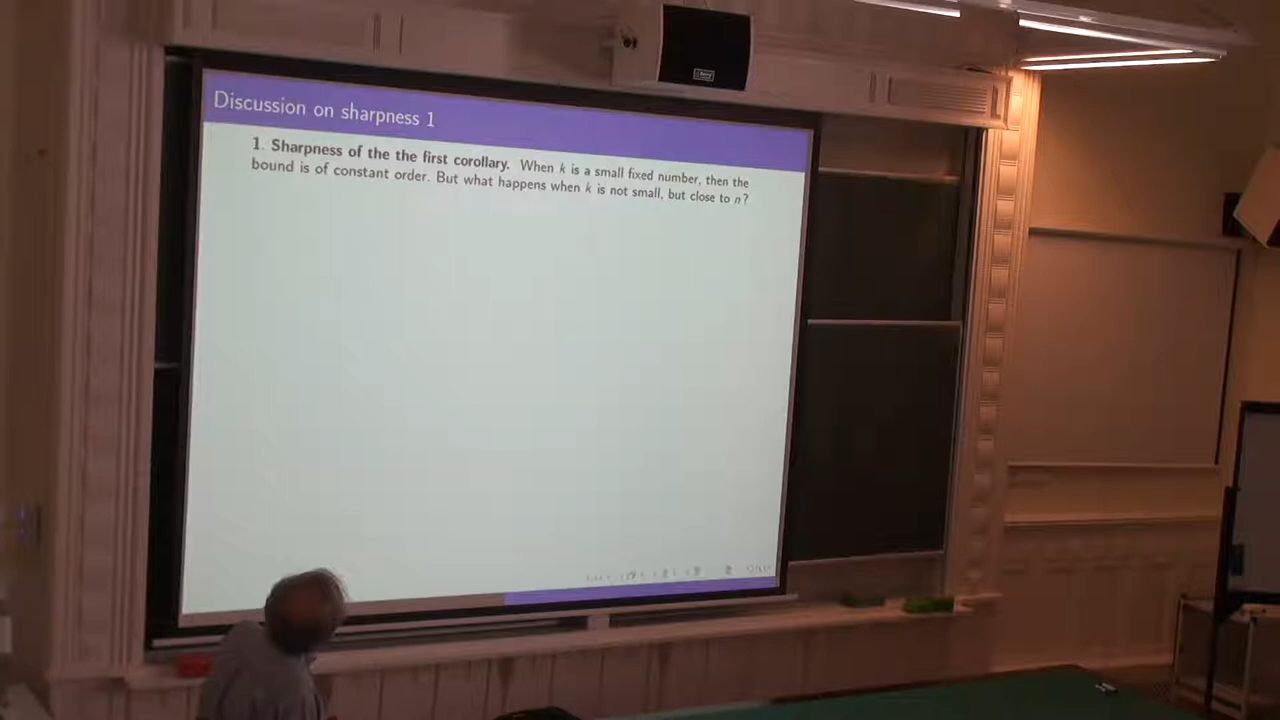 Discussion on sharpness 1
1. Sharpness of the the first corollary. When k is a small fixed number, then the
bound is of constant order. But what happens when k is not small, but close to n?